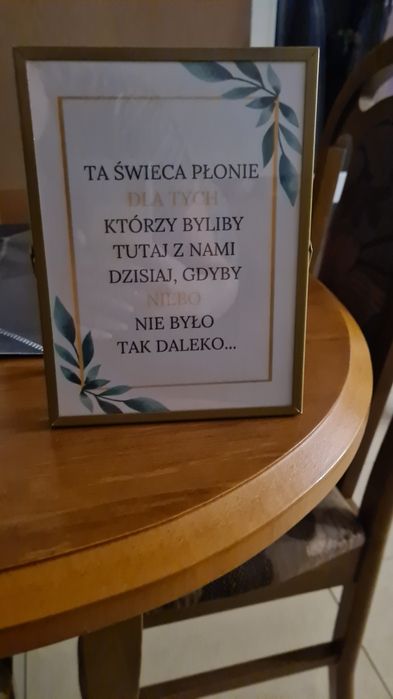 TA ŚWIECA PŁONIE
DLA TYCH
KTÓRZY BYLIBY
TUTAJ Z NAMI
DZISIAJ, GDYBY
NIEBO
NIE BYŁO
TAK DALEKO...